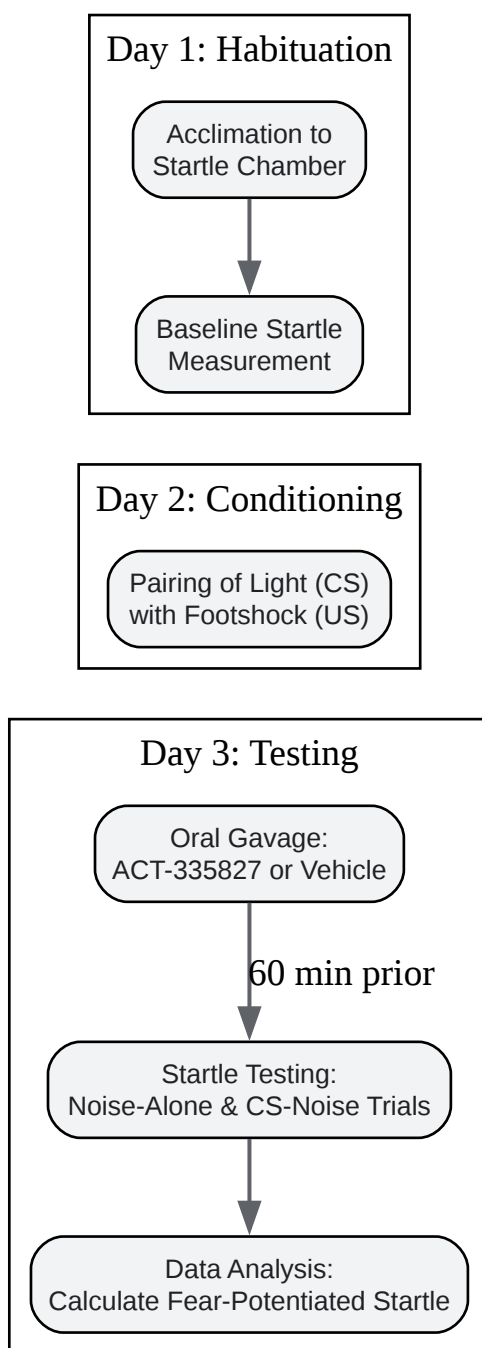 Day 1: Habituation
Acclimation to
Startle Chamber
Baseline Startle
Measurement
Day 2: Conditioning
Pairing of Light (CS)
with Footshock (US)
Day 3: Testing
Oral Gavage:
ACT-335827 or Vehicle
60 min prior
Startle Testing:
Noise-Alone & CS-Noise Trials
Data Analysis:
Calculate Fear-Potentiated Startle